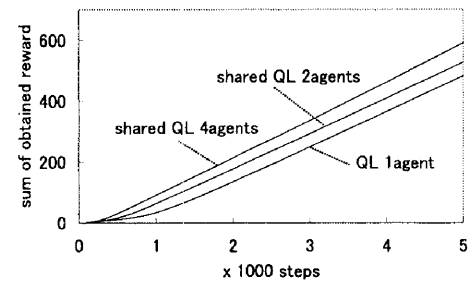 sum of obtained reward
600
400
200
0
shared QL 2agents
shared QL 4agents
QL 1agent
0 1 2 3 4 5
x 1000 steps